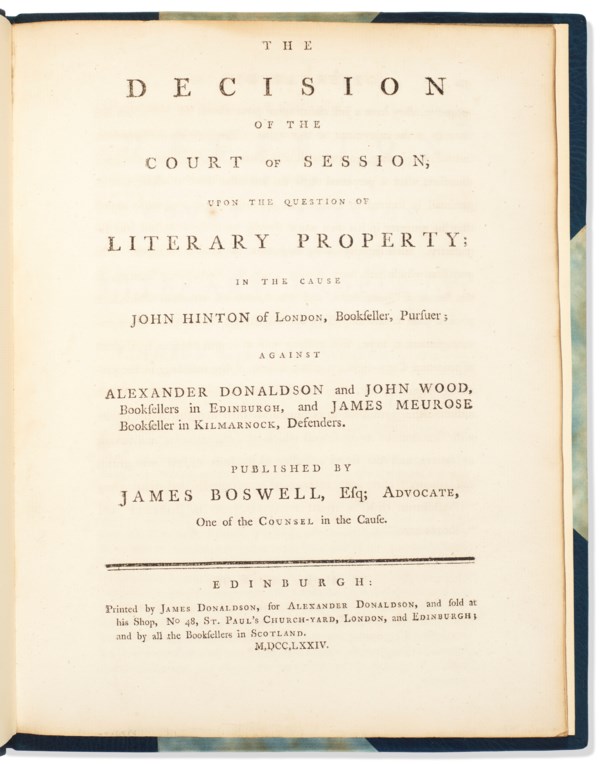 THE
DECISION
OF THE
COURT OF SESSION,
UPON THE QUESTION OF
LITERARY PROPERTY;
IN THE CAUSE
JOHN HINTON of LONDON, Bookſeller, Purſuer;
AGAINST
ALEXANDER DONALDSON and JOHN WOOD,
Bookſellers in EDINBURGH, and JAMES MEUROSE
Bookſeller in KILMARNOCK, Defenders.
PUBLISHED BY
JAMES BOSWELL, Eſq; ADVOCATE,
One of the COUNSEL in the Cauſe.
EDINBURGH:
Printed by JAMES DONALDSON, for ALEXANDER DONALDSON, and ſold at
his Shop, No 48, ST. PAUL'S CHURCH-YARD, LONDON, and EDINBURGH;
and by all the Bookſellers in SCOTLAND.
M,DCC,LXXIV.